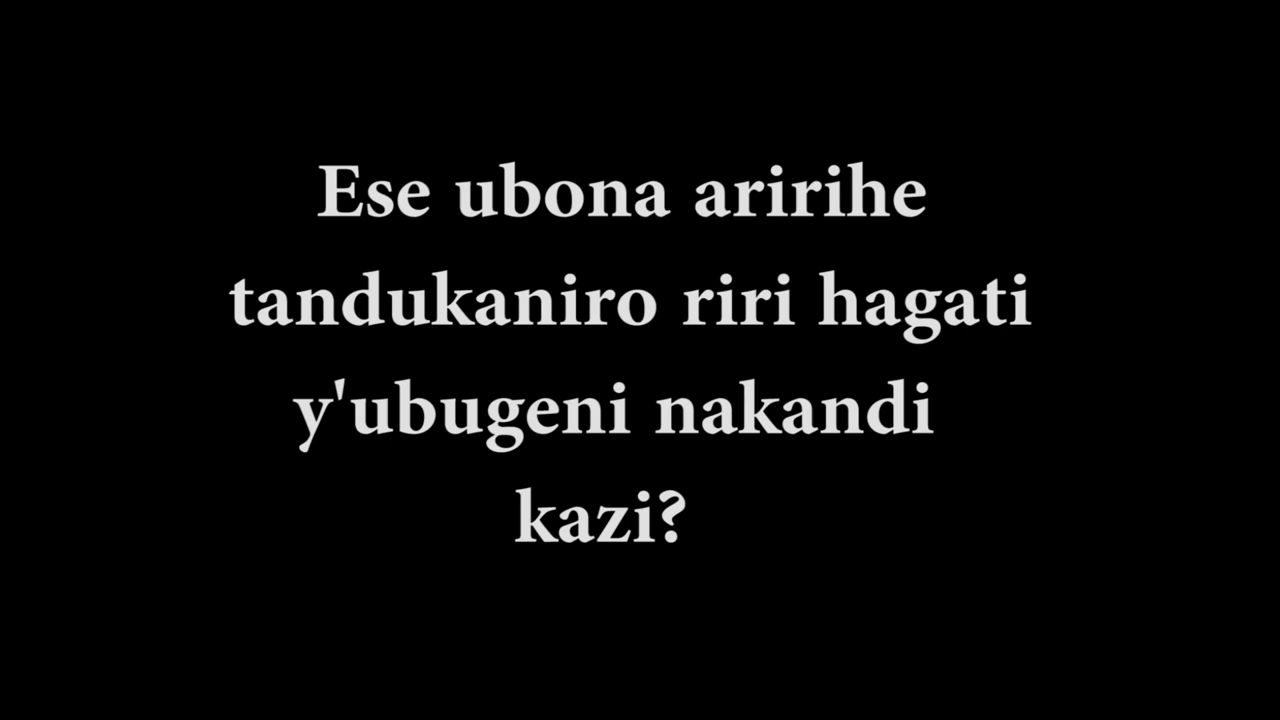 Ese ubona aririhe
tandukaniro riri hagati
y'ubugeni nakandi
kazi?